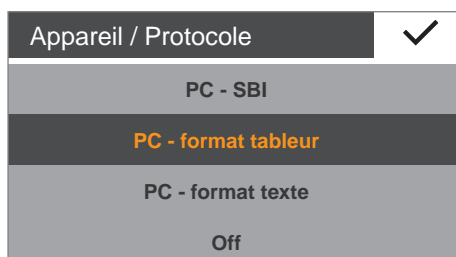 Appareil / Protocole
PC - SBI
PC - format tableur
PC - format texte
Off